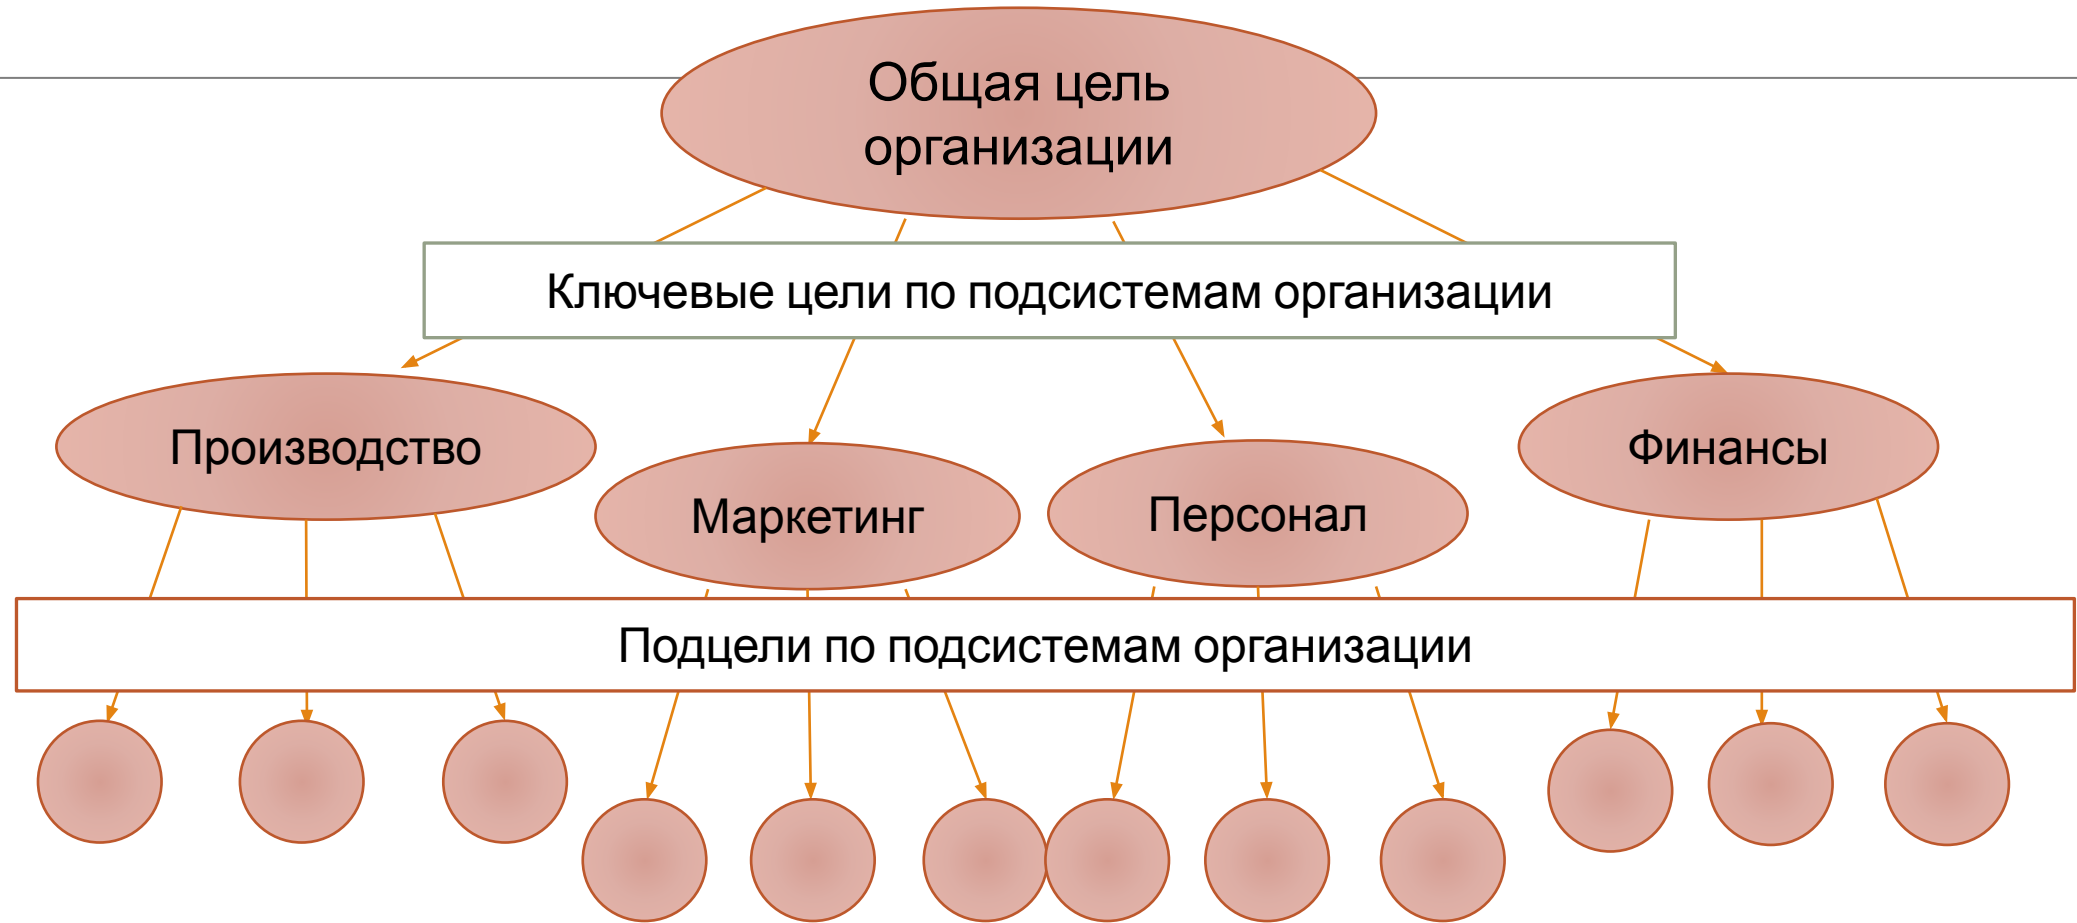 Общая цель
организации
Ключевые цели по подсистемам организации
Производство
Маркетинг
Персонал
Финансы
Подцели по подсистемам организации